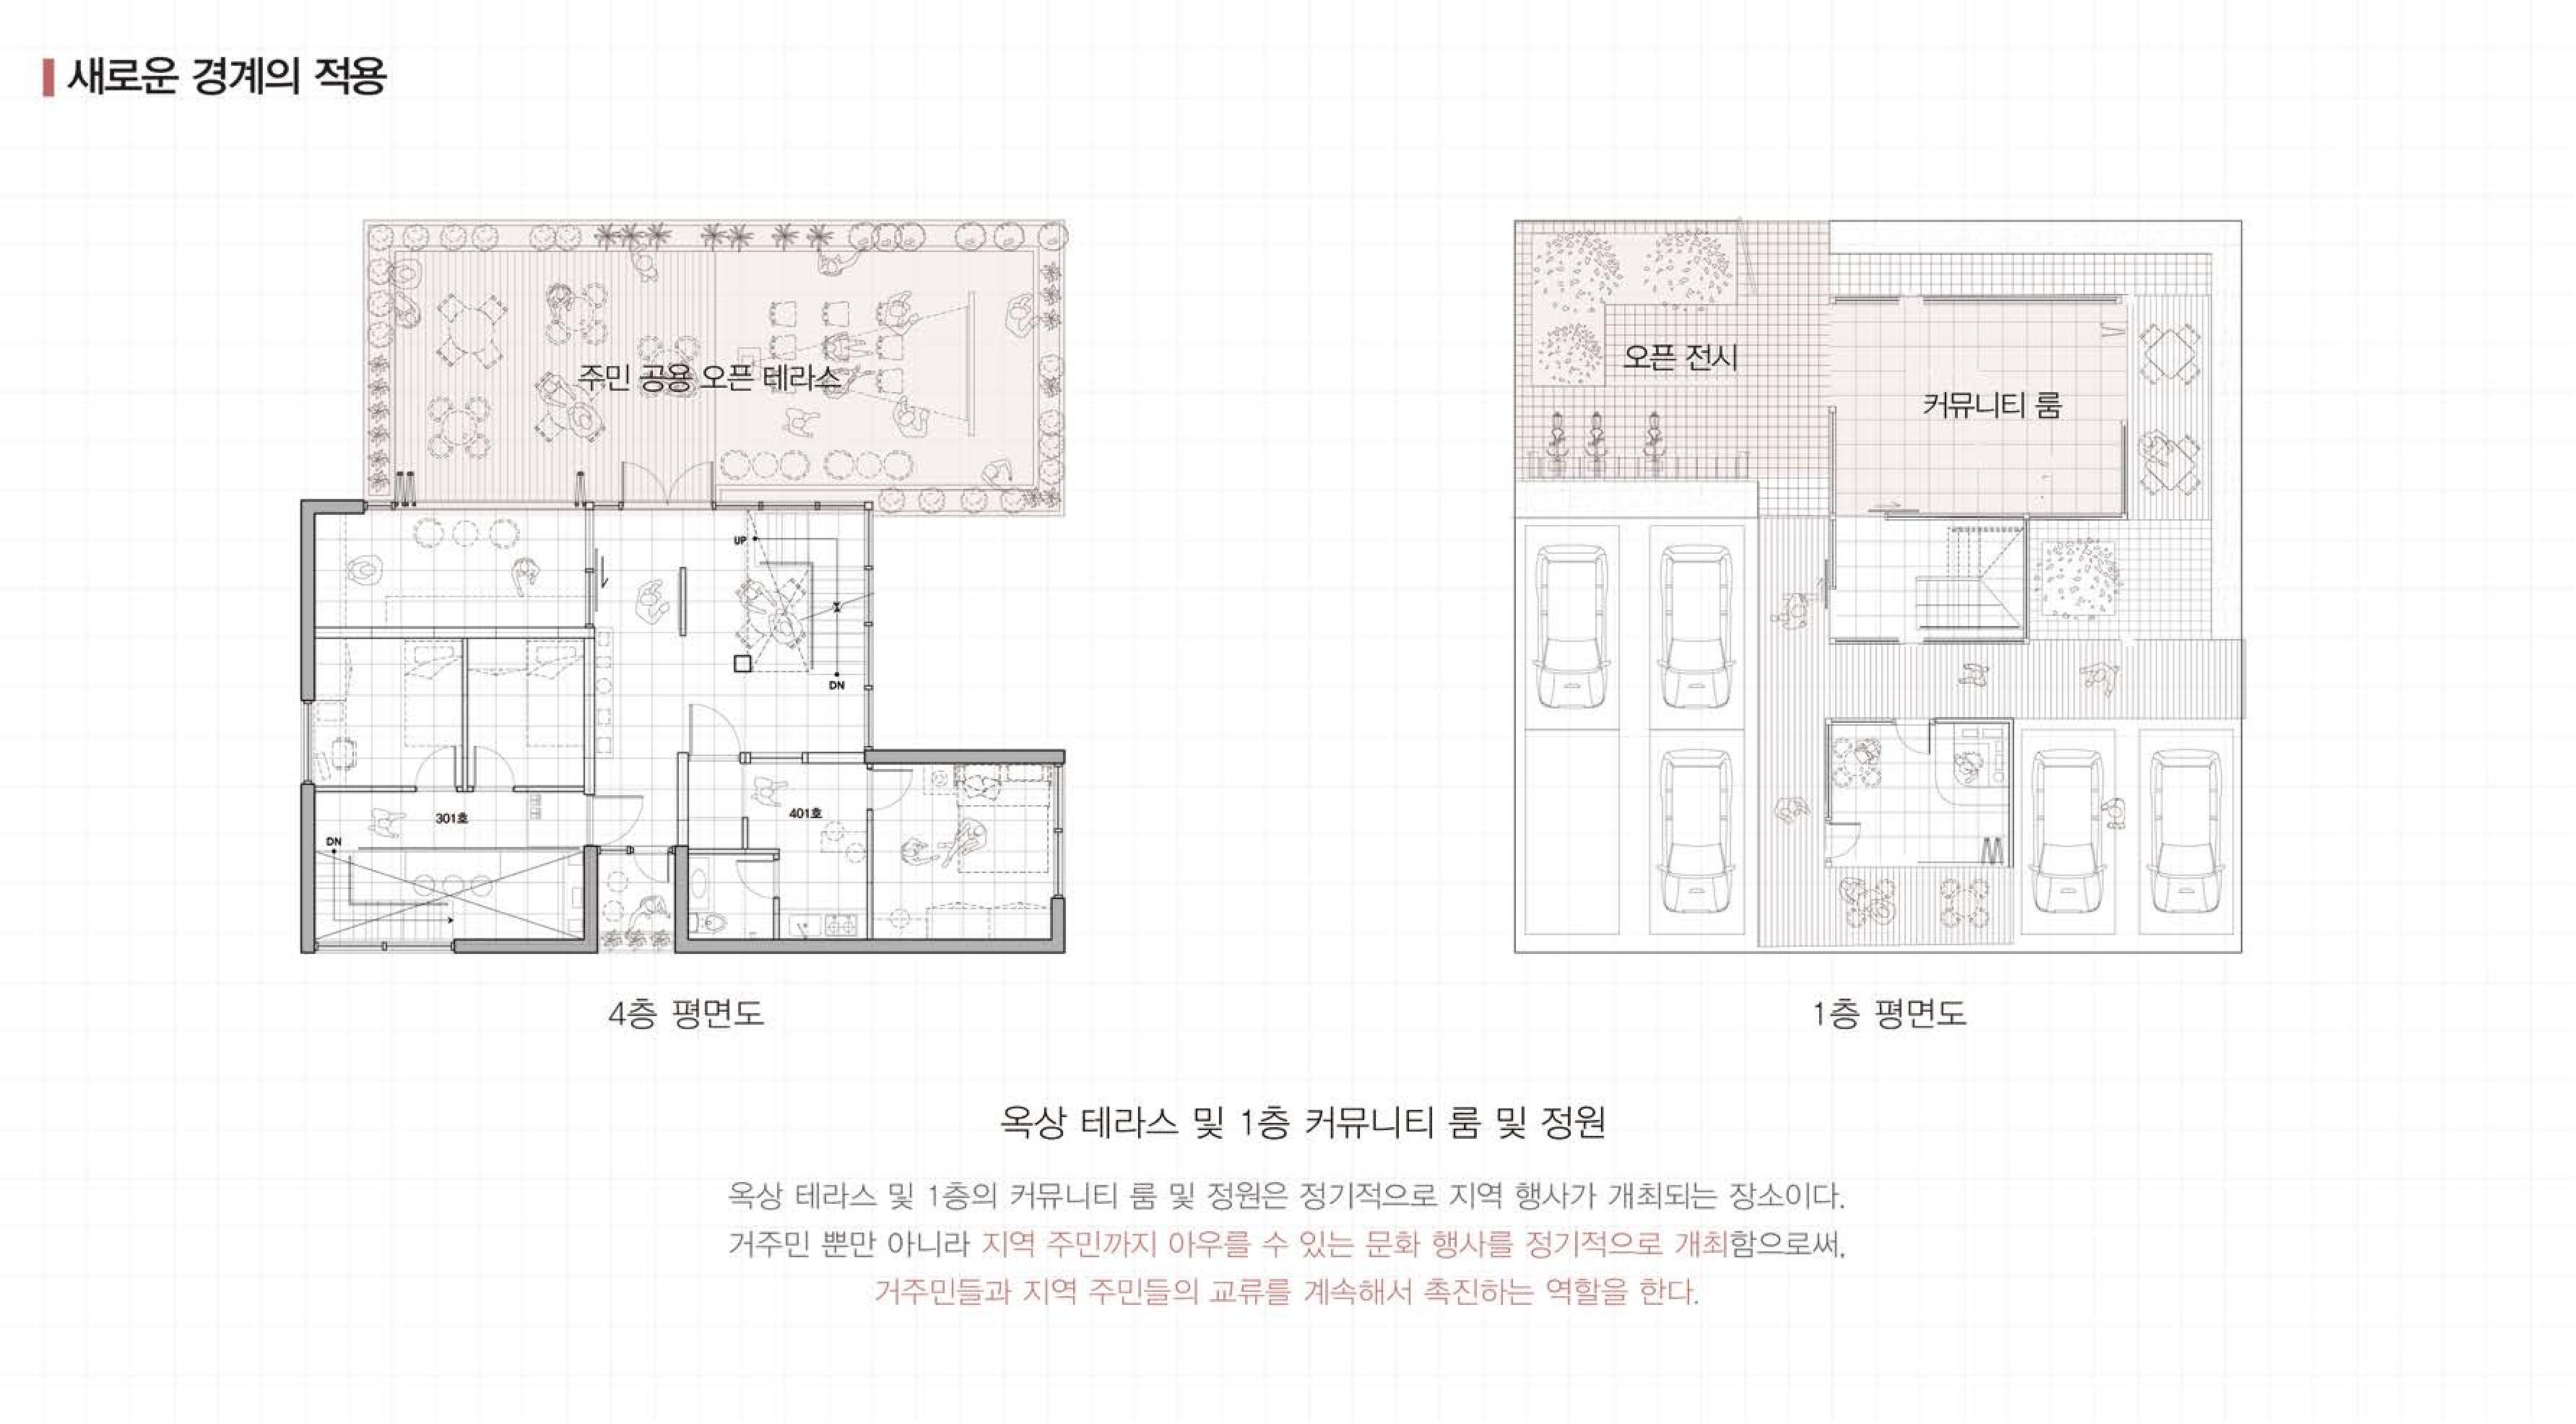 새로운 경계의 적용
주민 공용 오픈 테라스
UP
DN
301호
DN
401호
4층 평면도
오픈 전시
커뮤니티 룸
1층 평면도
옥상 테라스 및 1층 커뮤니티 룸 및 정원
옥상 테라스 및 1층의 커뮤니티 룸 및 정원은 정기적으로 지역 행사가 개최되는 장소이다.
거주민 뿐만 아니라 지역 주민까지 아우를 수 있는 문화 행사를 정기적으로 개최함으로써,
거주민들과 지역 주민들의 교류를 계속해서 촉진하는 역할을 한다.